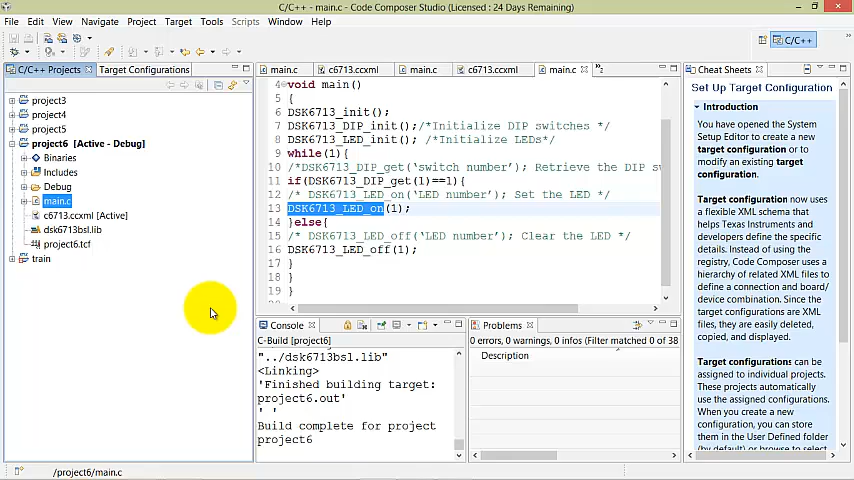 C/C++ - main.c - Code Composer Studio (Licensed : 24 Days Remaining)
File Edit View Navigate Project Target Tools Scripts Window Help
C/C++
C/C++ Projects
Target Configurations
project3
project4
project5
project6 [Active - Debug]
Binaries
Includes
Debug
main.c
c6713.ccxml [Active]
dsk6713bsl.lib
project6.tcf
train
main.c c6713.ccxml main.c c6713.ccxml main.c »2
4 void main()
5 {
6 DSK6713_init();
7 DSK6713_DIP_init();/*Initialize DIP switches */
8 DSK6713_LED_init(); /*Initialize LEDs*/
9 while(1){
10 /*DSK6713_DIP_get(‘switch number’); Retrieve the DIP sw
11 if(DSK6713_DIP_get(1)==1){
12 /* DSK6713_LED_on(‘LED number’); Set the LED */
13 DSK6713_LED_on(1);
14 }else{
15 /* DSK6713_LED_off(‘LED number’); Clear the LED */
16 DSK6713_LED_off(1);
17 }
18 }
19 }
Console
C-Build [project6]
"../dsk6713bsl.lib"
<Linking>
'Finished building target:
project6.out'
' '
Build complete for project
project6
Problems
0 errors, 0 warnings, 0 infos (Filter matched 0 of 38
Description
Cheat Sheets
Set Up Target Configuration
Introduction
You have opened the System
Setup Editor to create a new
target configuration or to
modify an existing target
configuration.
Target configuration now
uses a flexible XML schema that
helps Texas Instruments and
developers define the specific
details. Instead of using the
registry, Code Composer uses a
hierarchy of related XML files to
define a connection and board/
device combination. Since the
target configurations are XML
files, they are easily deleted,
copied, and displayed.
Target configurations can be
assigned to individual projects.
These projects automatically
use the assigned configurations.
When you create a new
configuration, you can store
them in the User Defined folder
(by default) or browse to select
/project6/main.c